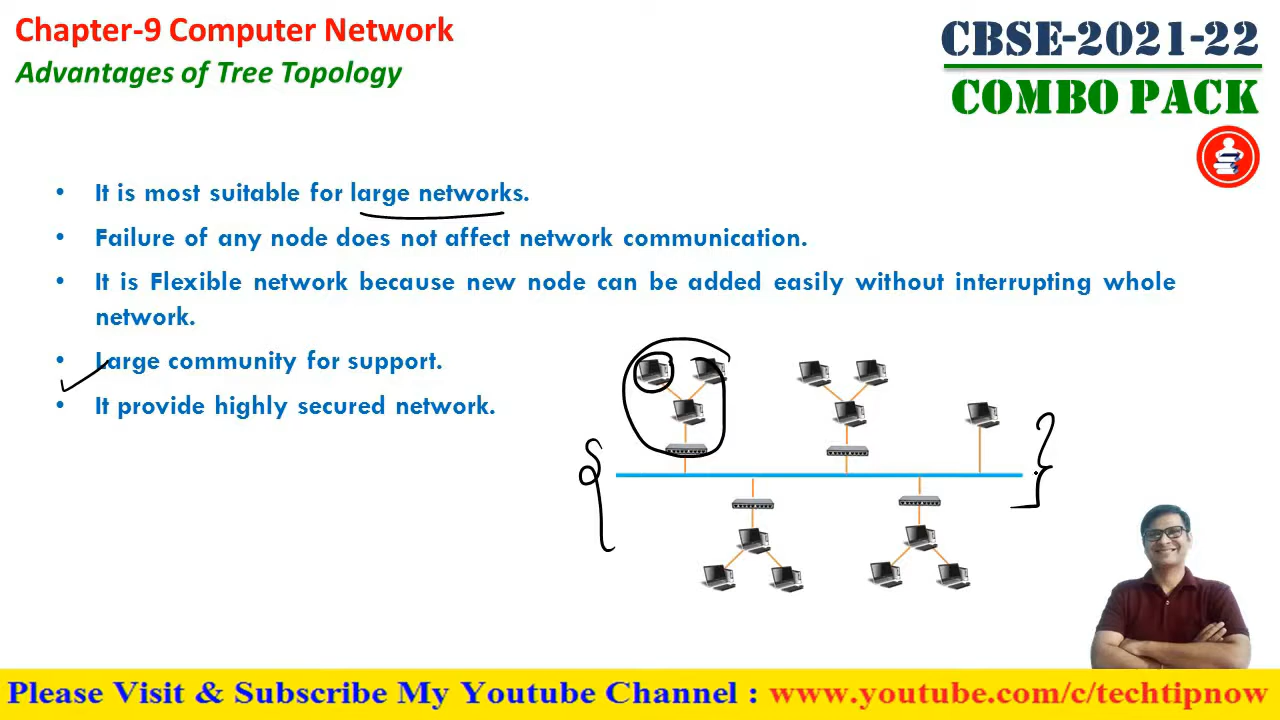 Chapter-9 Computer Network
Advantages of Tree Topology
CBSE-2021-22
COMBO PACK
• It is most suitable for large networks.
• Failure of any node does not affect network communication.
• It is Flexible network because new node can be added easily without interrupting whole
network.
• Large community for support.
• It provide highly secured network.
Please Visit & Subscribe My Youtube Channel : www.youtube.com/c/techtipnow